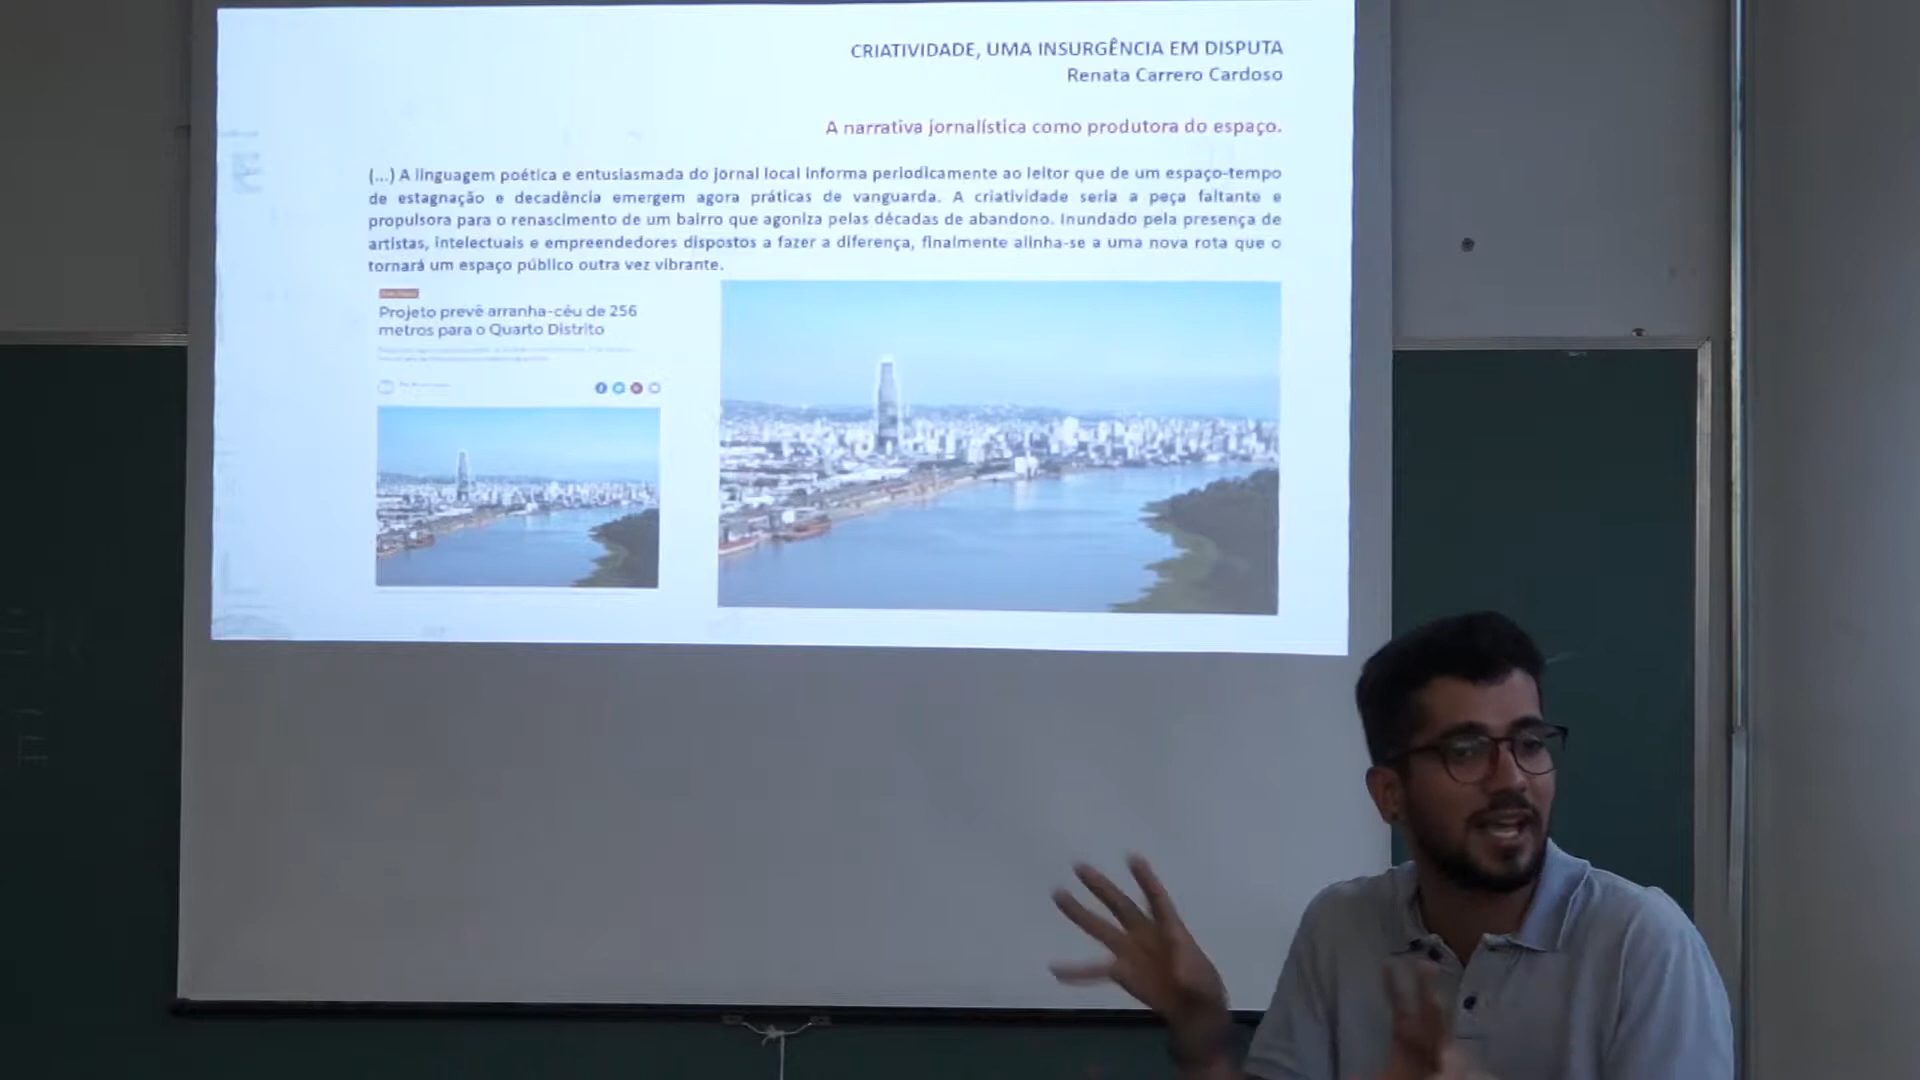 CRIATIVIDADE, UMA INSURGÊNCIA EM DISPUTA
Renata Carrero Cardoso
A narrativa jornalística como produtora do espaço.
(...) A linguagem poética e entusiasmada do jornal local informa periodicamente ao leitor que de um espaço-tempo
de estagnação e decadência emergem agora práticas de vanguarda. A criatividade seria a peça faltante e
propulsora para o renascimento de um bairro que agoniza pelas décadas de abandono. Inundado pela presença de
artistas, intelectuais e empreendedores dispostos a fazer a diferença, finalmente alinha-se a uma nova rota que o
tornará um espaço público outra vez vibrante.
Projeto prevê arranha-céu de 256
metros para o Quarto Distrito